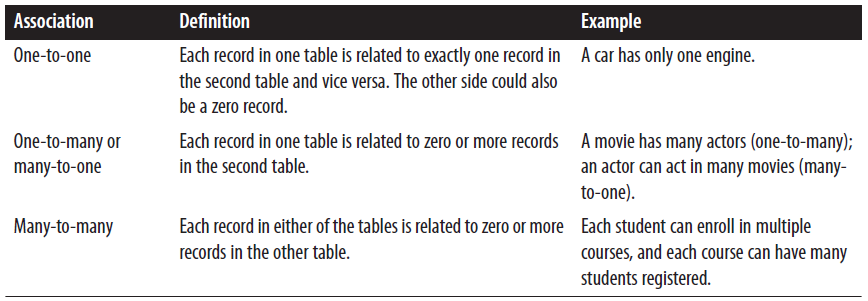 Association Definition Example
One-to-one Each record in one table is related to exactly one record in A car has only one engine.
the second table and vice versa. The other side could also
be a zero record.
One-to-many or Each record in one table is related to zero or more records A movie has many actors (one-to-many);
many-to-one in the second table. an actor can act in many movies (many-
to-one).
Many-to-many Each record in either of the tables is related to zero or more Each student can enroll in multiple
records in the other table. courses, and each course can have many
students registered.